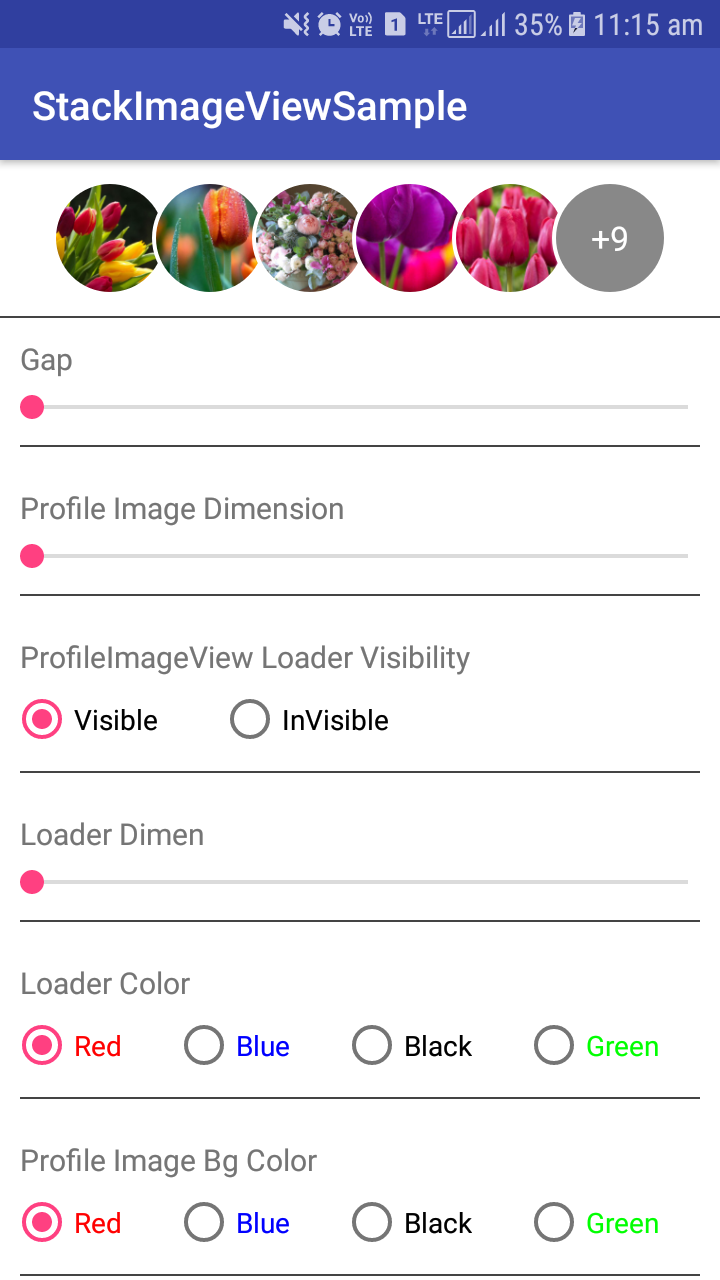 Vo)) LTE 1 LTE 35% 11:15 am
StackImageViewSample
+9
Gap
Profile Image Dimension
ProfileImageView Loader Visibility
Visible InVisible
Loader Dimen
Loader Color
Red Blue Black Green
Profile Image Bg Color
Red Blue Black Green